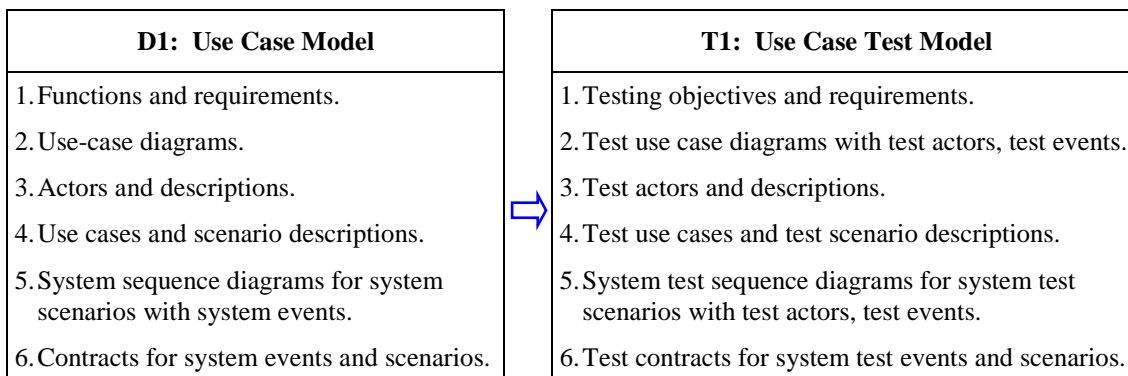 D1: Use Case Model
1.Functions and requirements.
2.Use-case diagrams.
3.Actors and descriptions.
4.Use cases and scenario descriptions.
5.System sequence diagrams for system
scenarios with system events.
6.Contracts for system events and scenarios.
T1: Use Case Test Model
1.Testing objectives and requirements.
2.Test use case diagrams with test actors, test events.
3.Test actors and descriptions.
4.Test use cases and test scenario descriptions.
5.System test sequence diagrams for system test
scenarios with test actors, test events.
6.Test contracts for system test events and scenarios.